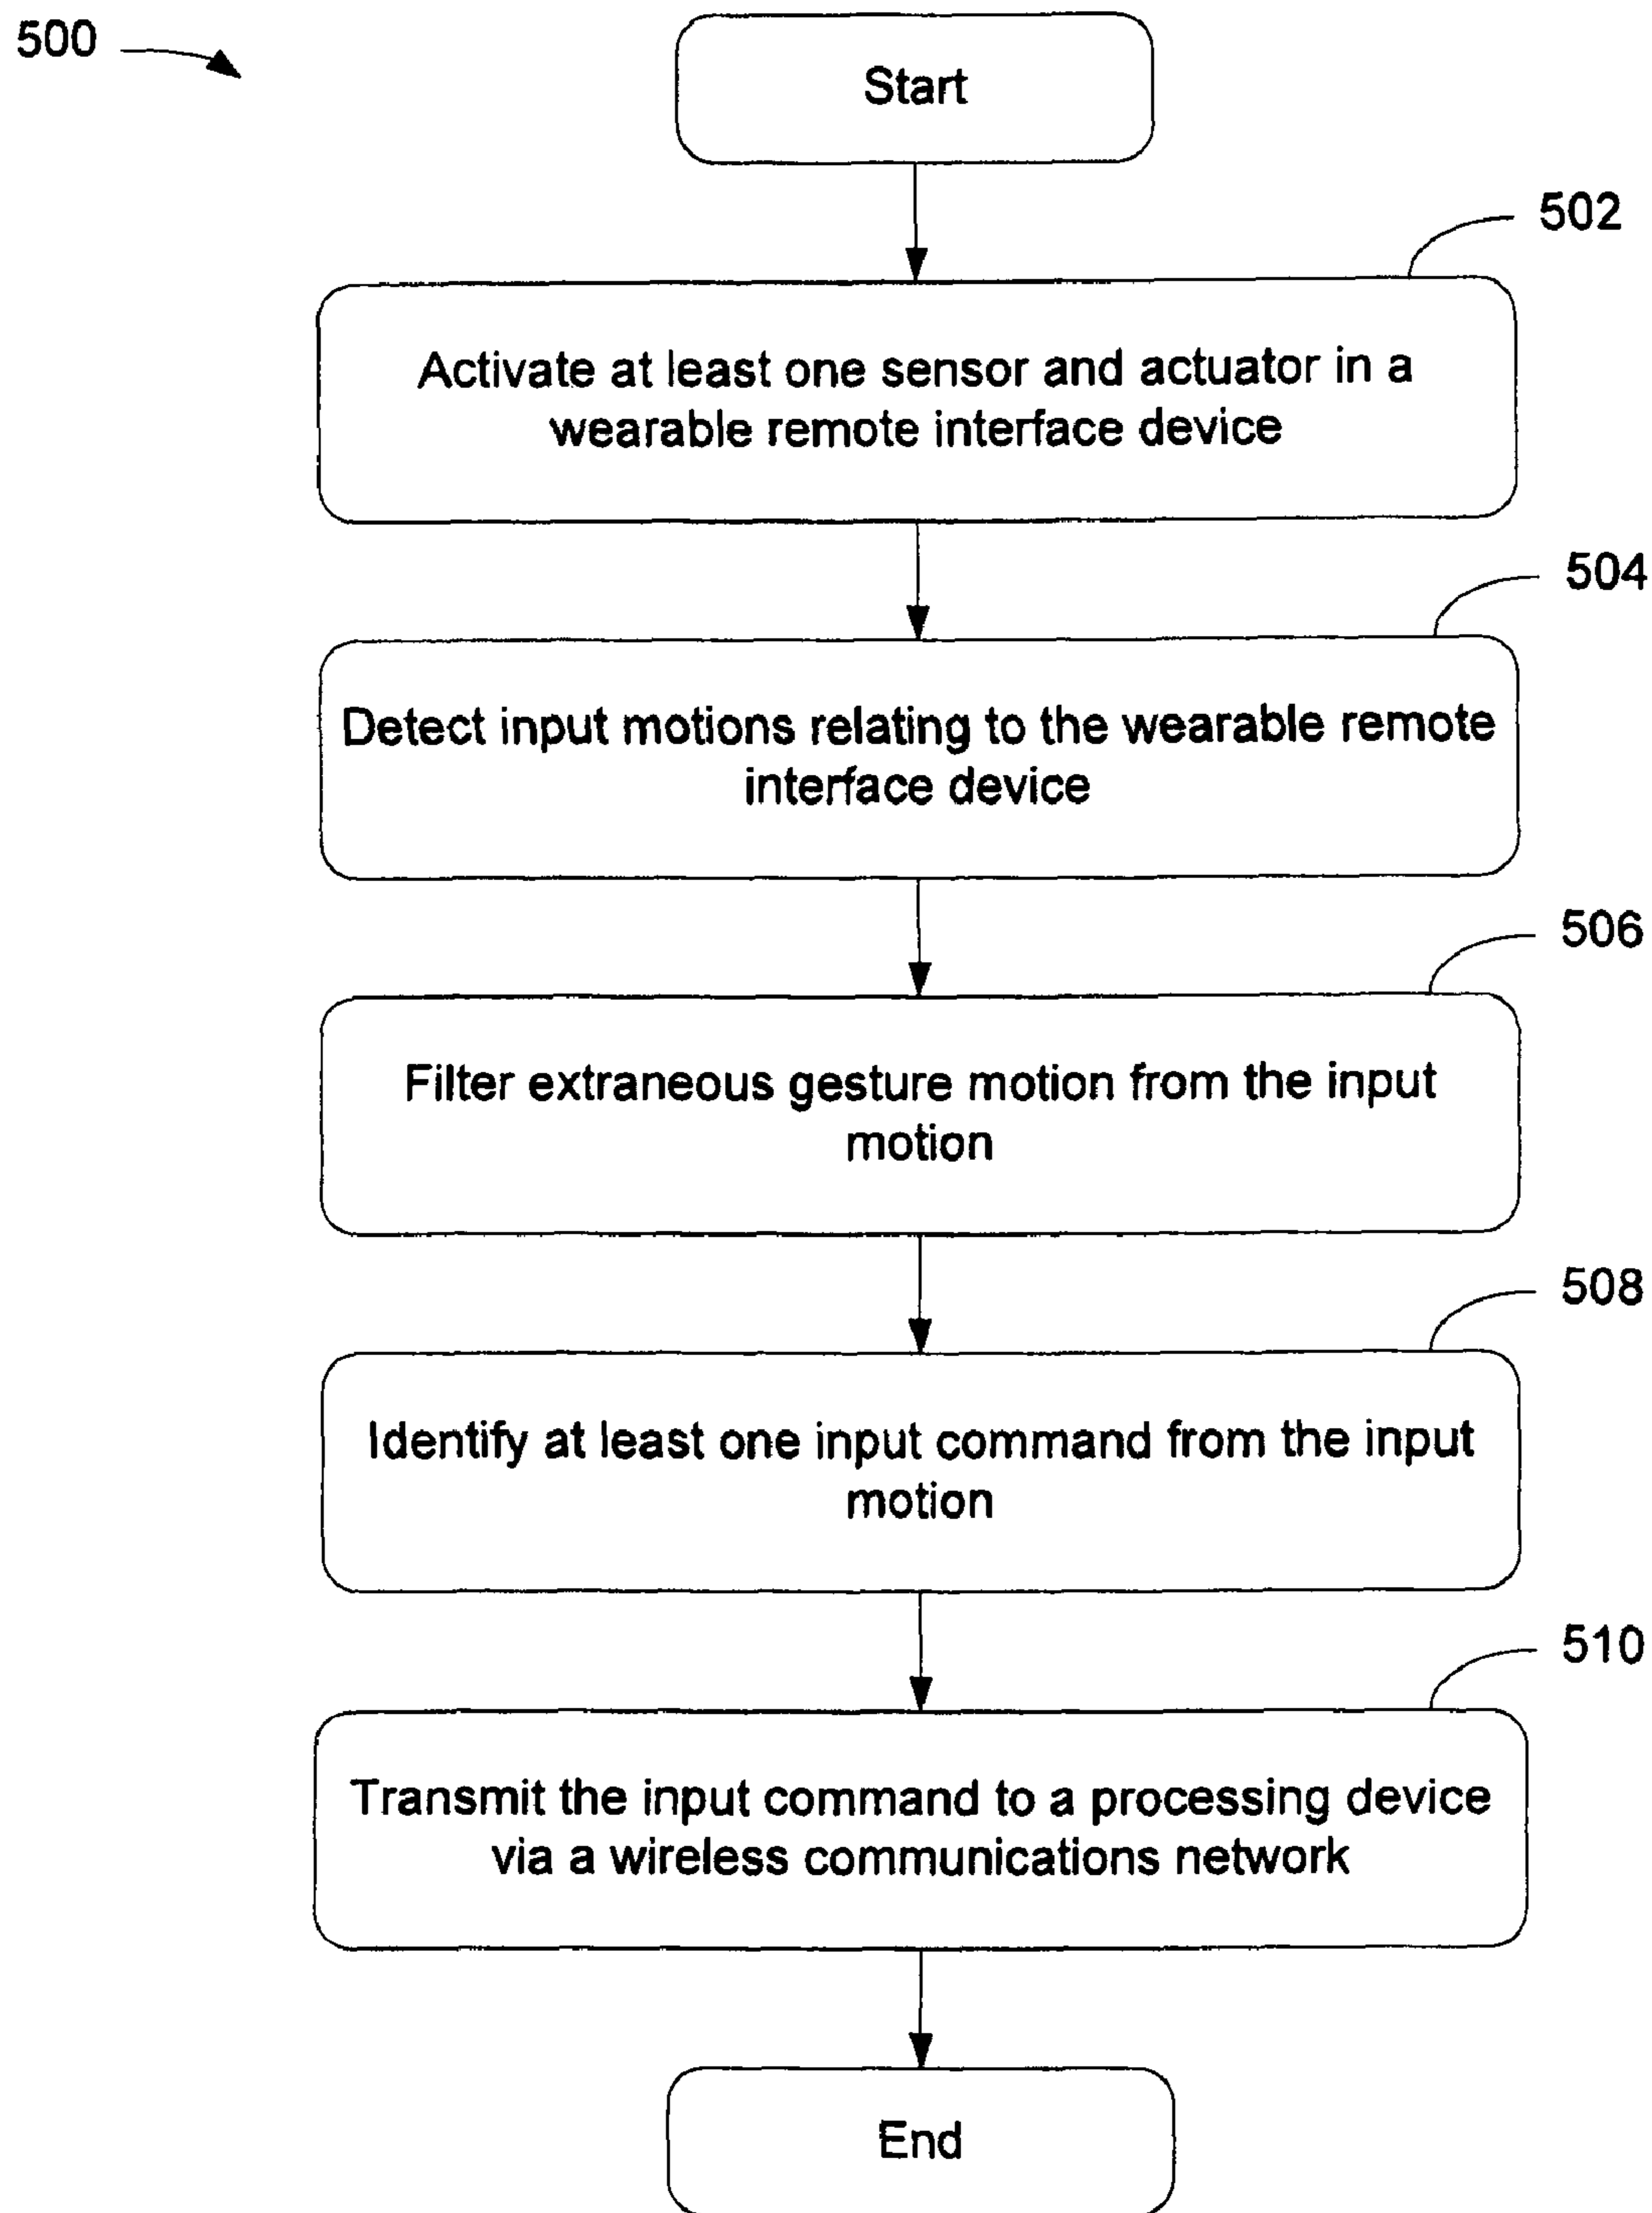 500
Start
502
Activate at least one sensor and actuator in a
wearable remote interface device
504
Detect input motions relating to the wearable remote
interface device
506
Filter extraneous gesture motion from the input
motion
508
Identify at least one input command from the input
motion
510
Transmit the input command to a processing device
via a wireless communications network
End